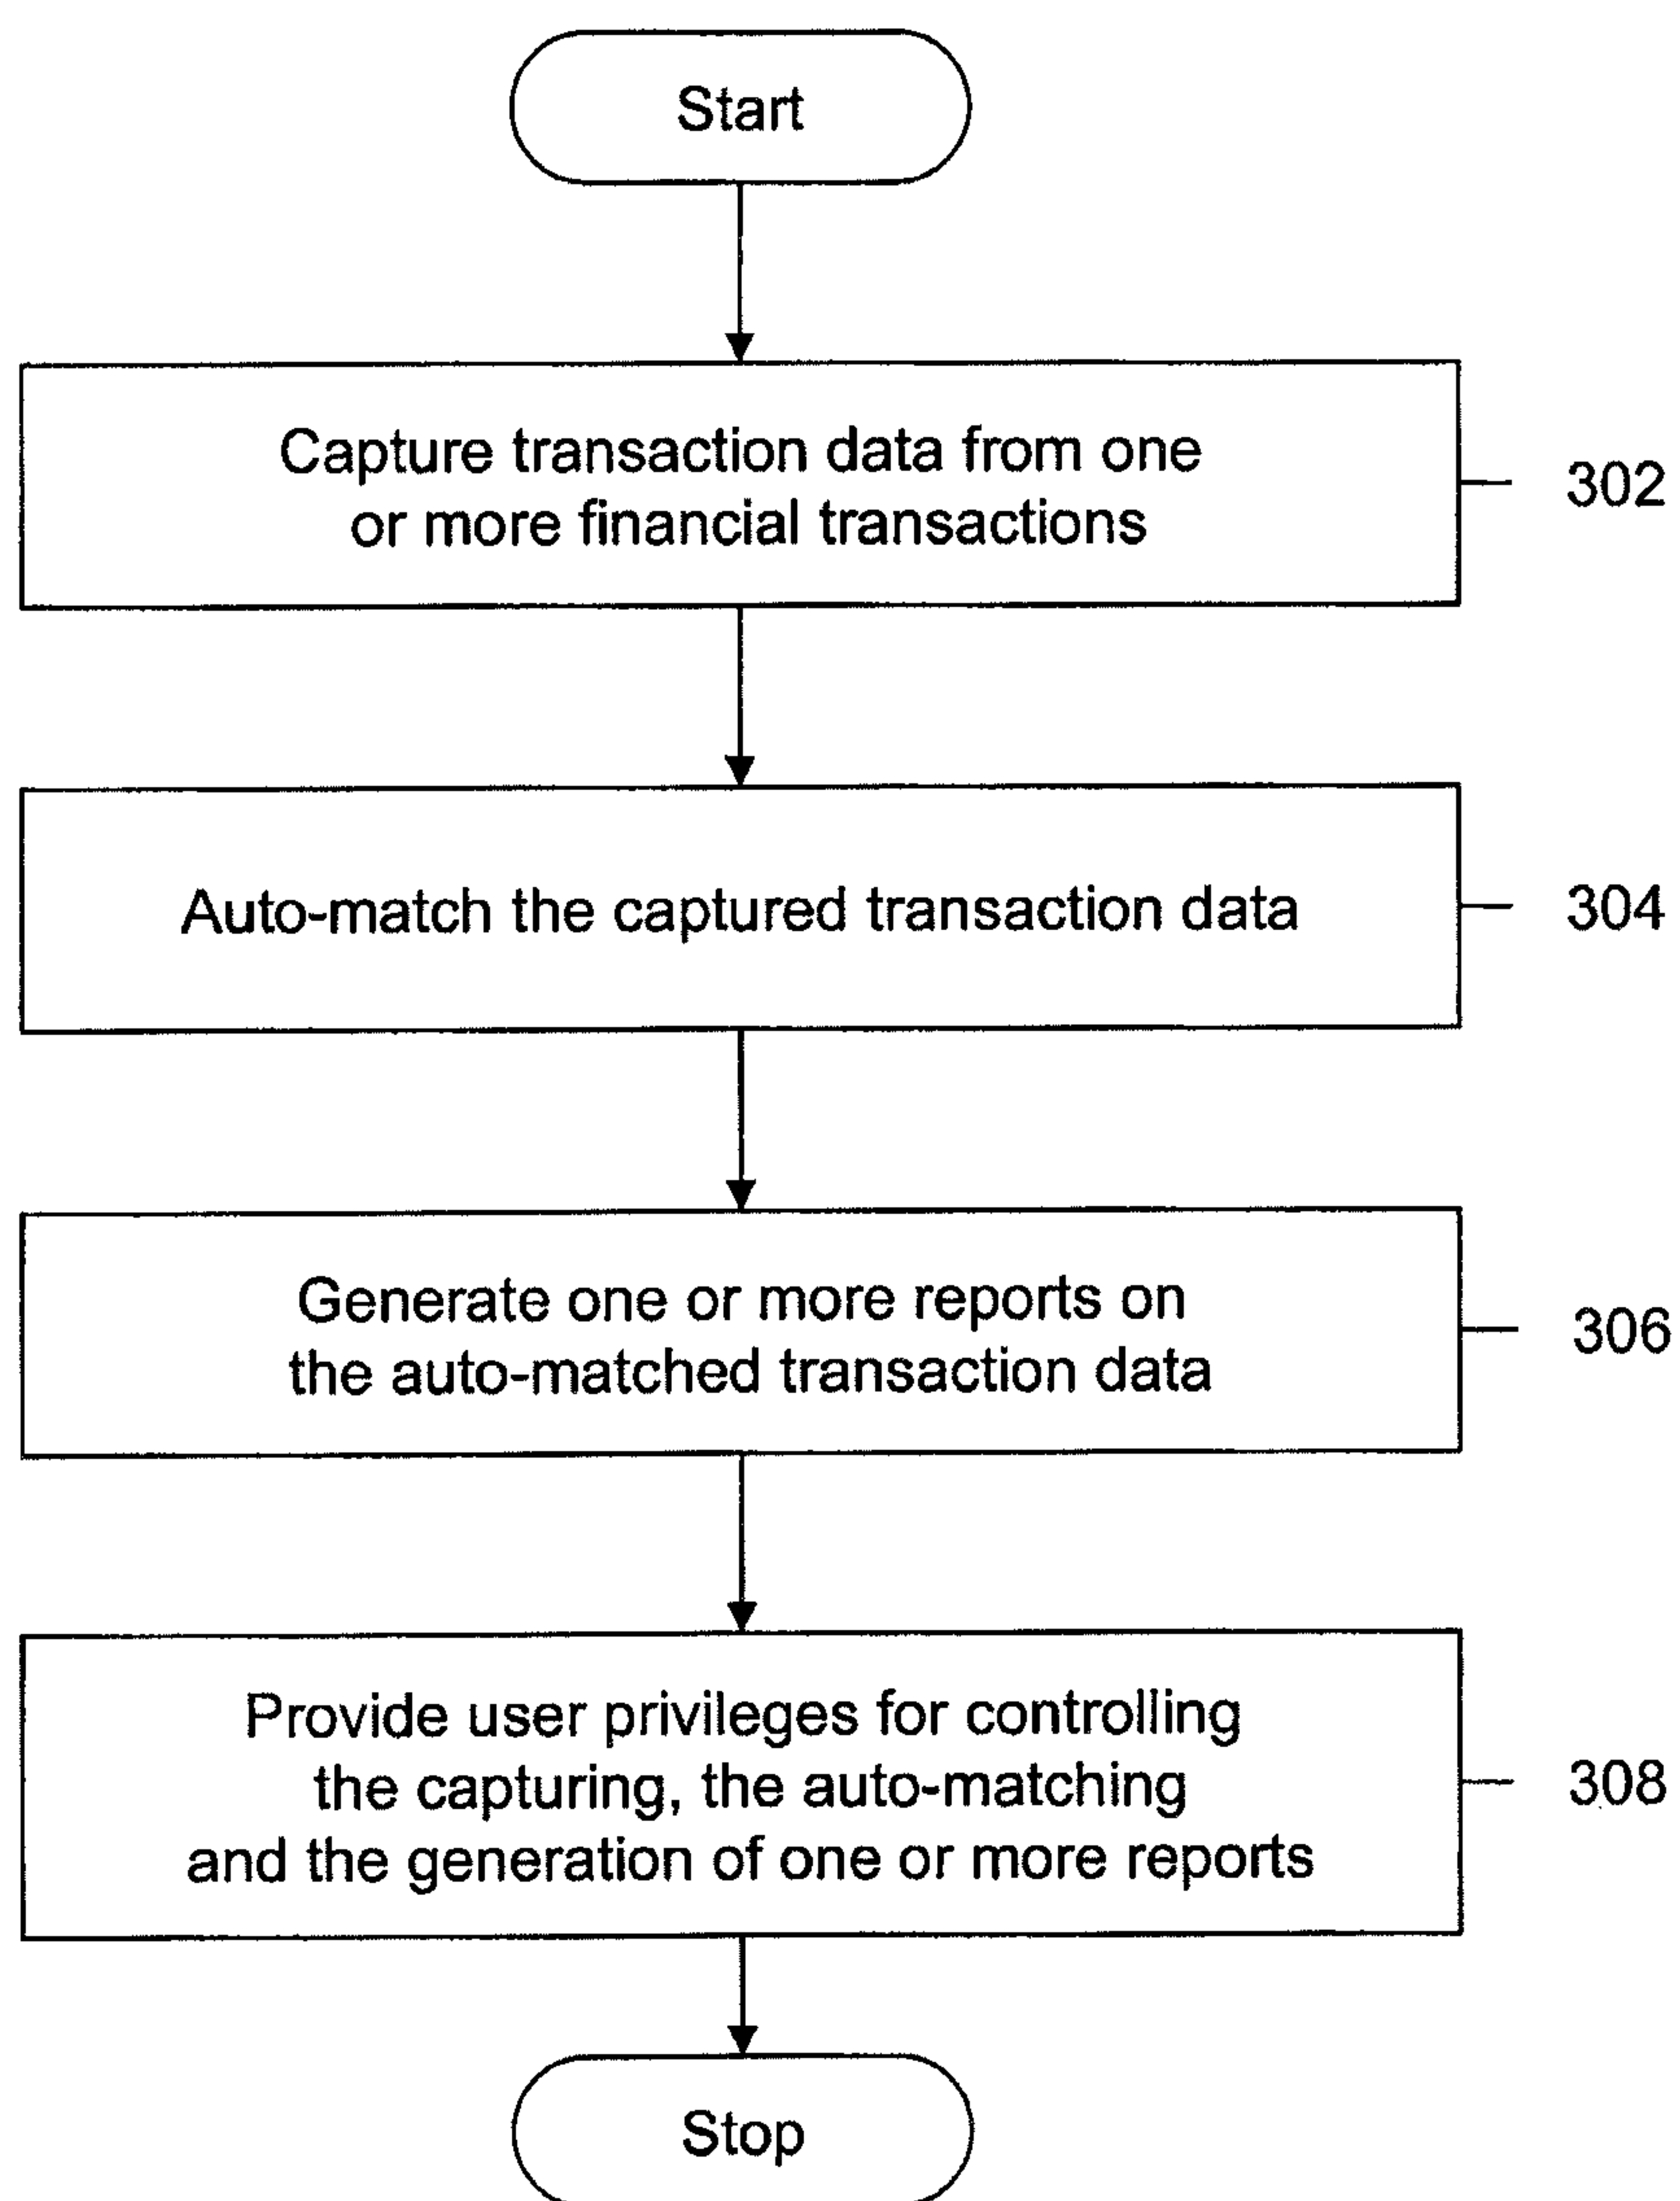 Start
Capture transaction data from one
or more financial transactions
302
Auto-match the captured transaction data
304
Generate one or more reports on
the auto-matched transaction data
306
Provide user privileges for controlling
the capturing, the auto-matching
and the generation of one or more reports
308
Stop